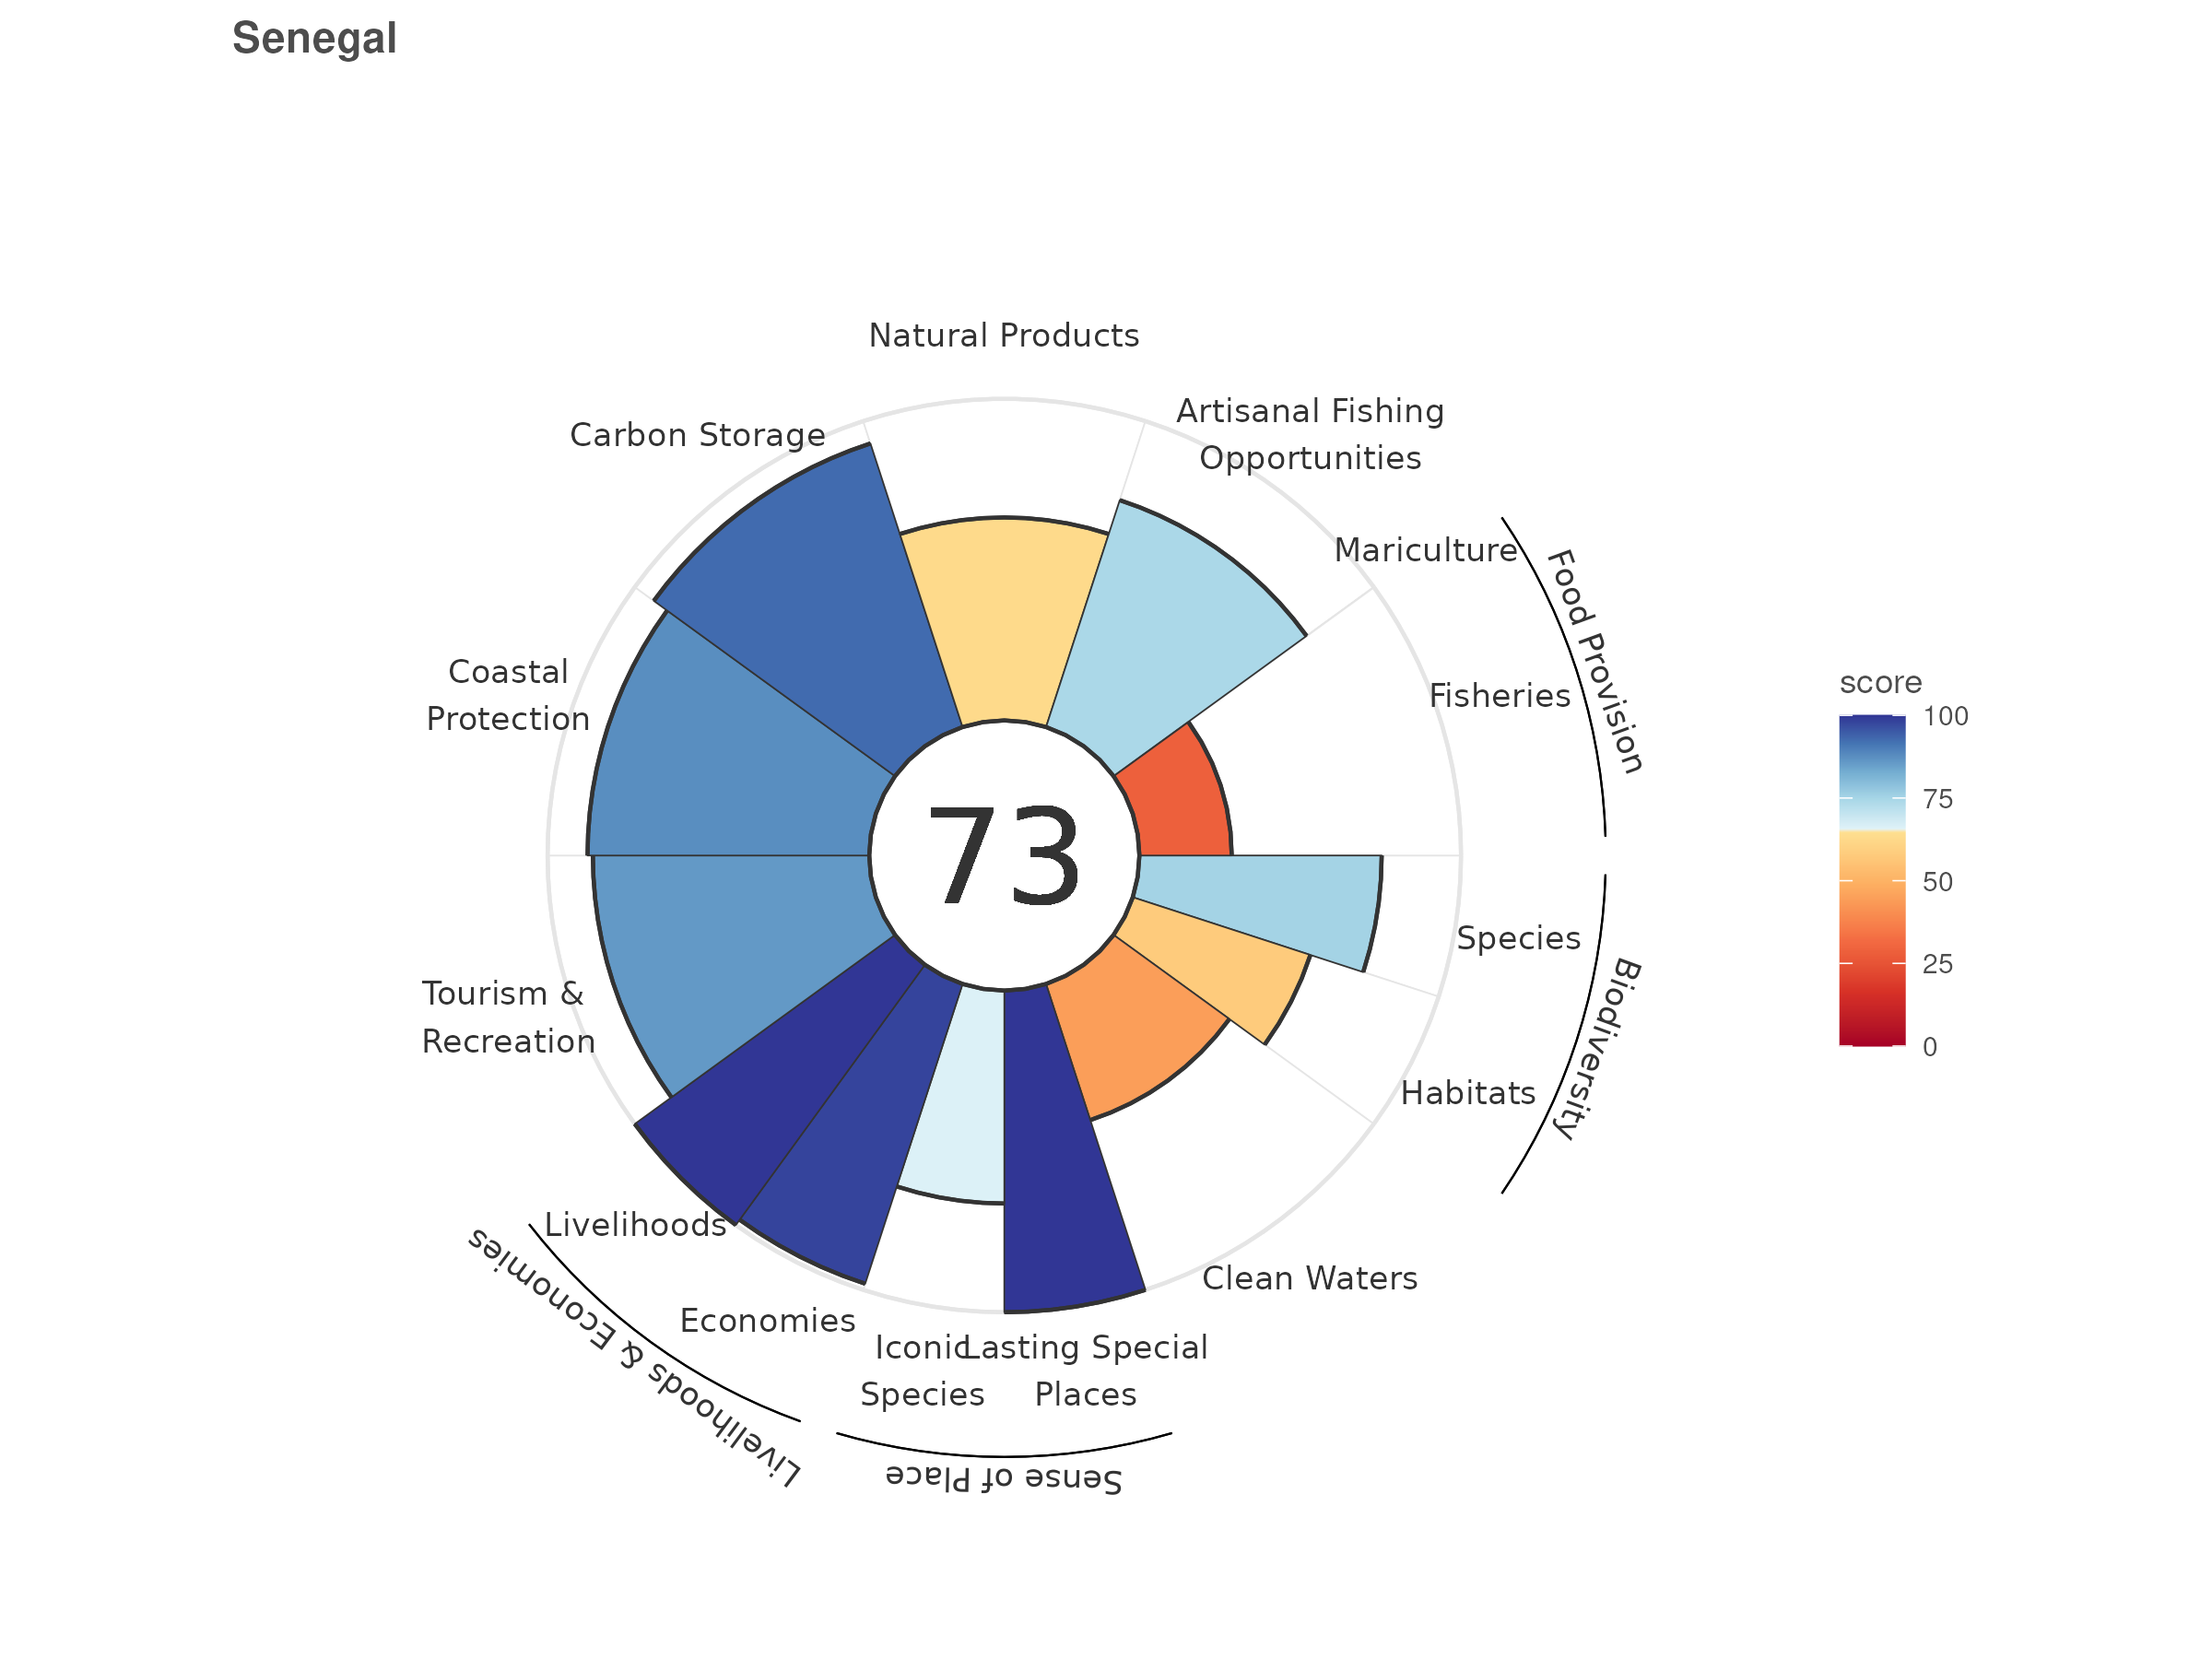 Senegal
Natural Products
Artisanal Fishing
Opportunities
Carbon Storage
Mariculture
Food Provision
Fisheries
Coastal
Protection
score
100
75
50
25
0
73
Species
Biodiversity
Tourism &
Recreation
Habitats
Livelihoods
Livelihoods & Economies
Clean Waters
Economies
Iconic
Species
Lasting Special
Places
Sense of Place